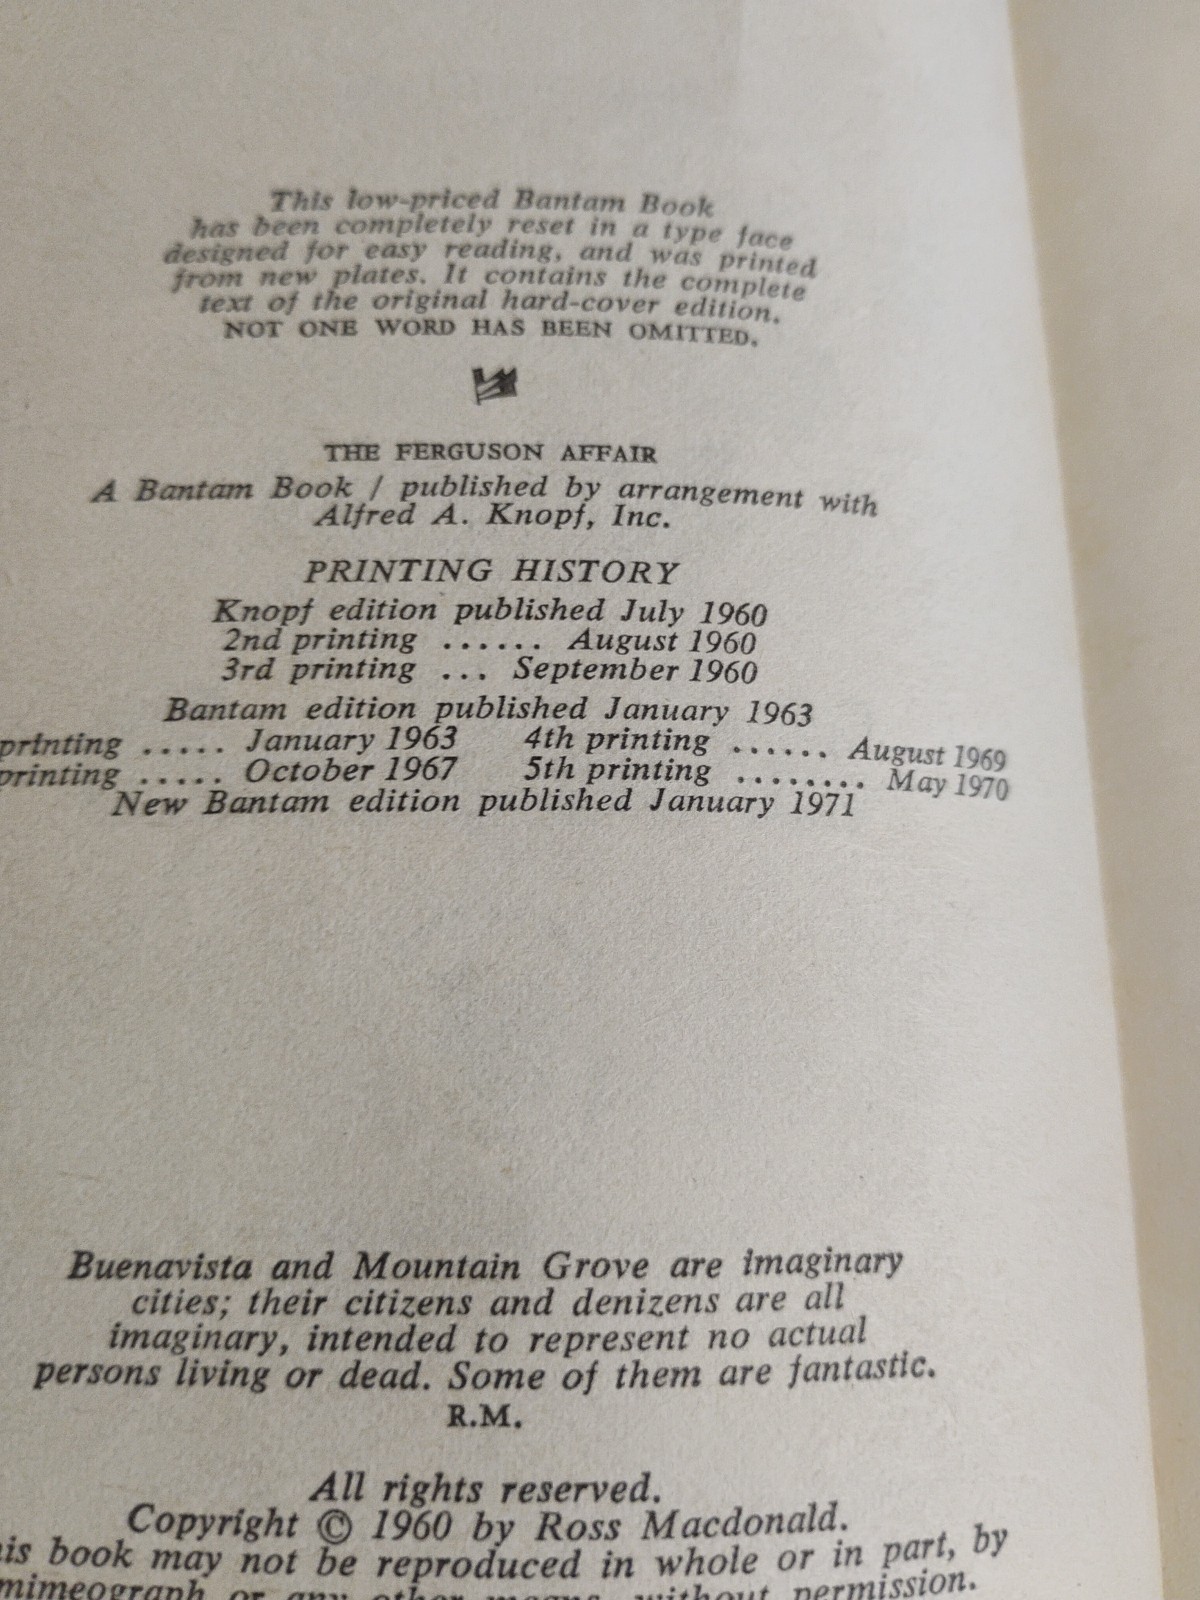 This low-priced Bantam Book
has been completely reset in a type face
designed for easy reading, and was printed
from new plates. It contains the complete
text of the original hard-cover edition.
NOT ONE WORD HAS BEEN OMITTED.
THE FERGUSON AFFAIR
A Bantam Book / published by arrangement with
Alfred A. Knopf, Inc.
PRINTING HISTORY
Knopf edition published July 1960
2nd printing ...... August 1960
3rd printing ... September 1960
Bantam edition published January 1963
printing ..... January 1963 4th printing ...... August 1969
printing ..... October 1967 5th printing ........ May 1970
New Bantam edition published January 1971
Buenavista and Mountain Grove are imaginary
cities; their citizens and denizens are all
imaginary, intended to represent no actual
persons living or dead. Some of them are fantastic.
R.M.
All rights reserved.
Copyright © 1960 by Ross Macdonald.
is book may not be reproduced in whole or in part, by
mimeograph or any other means, without permission.